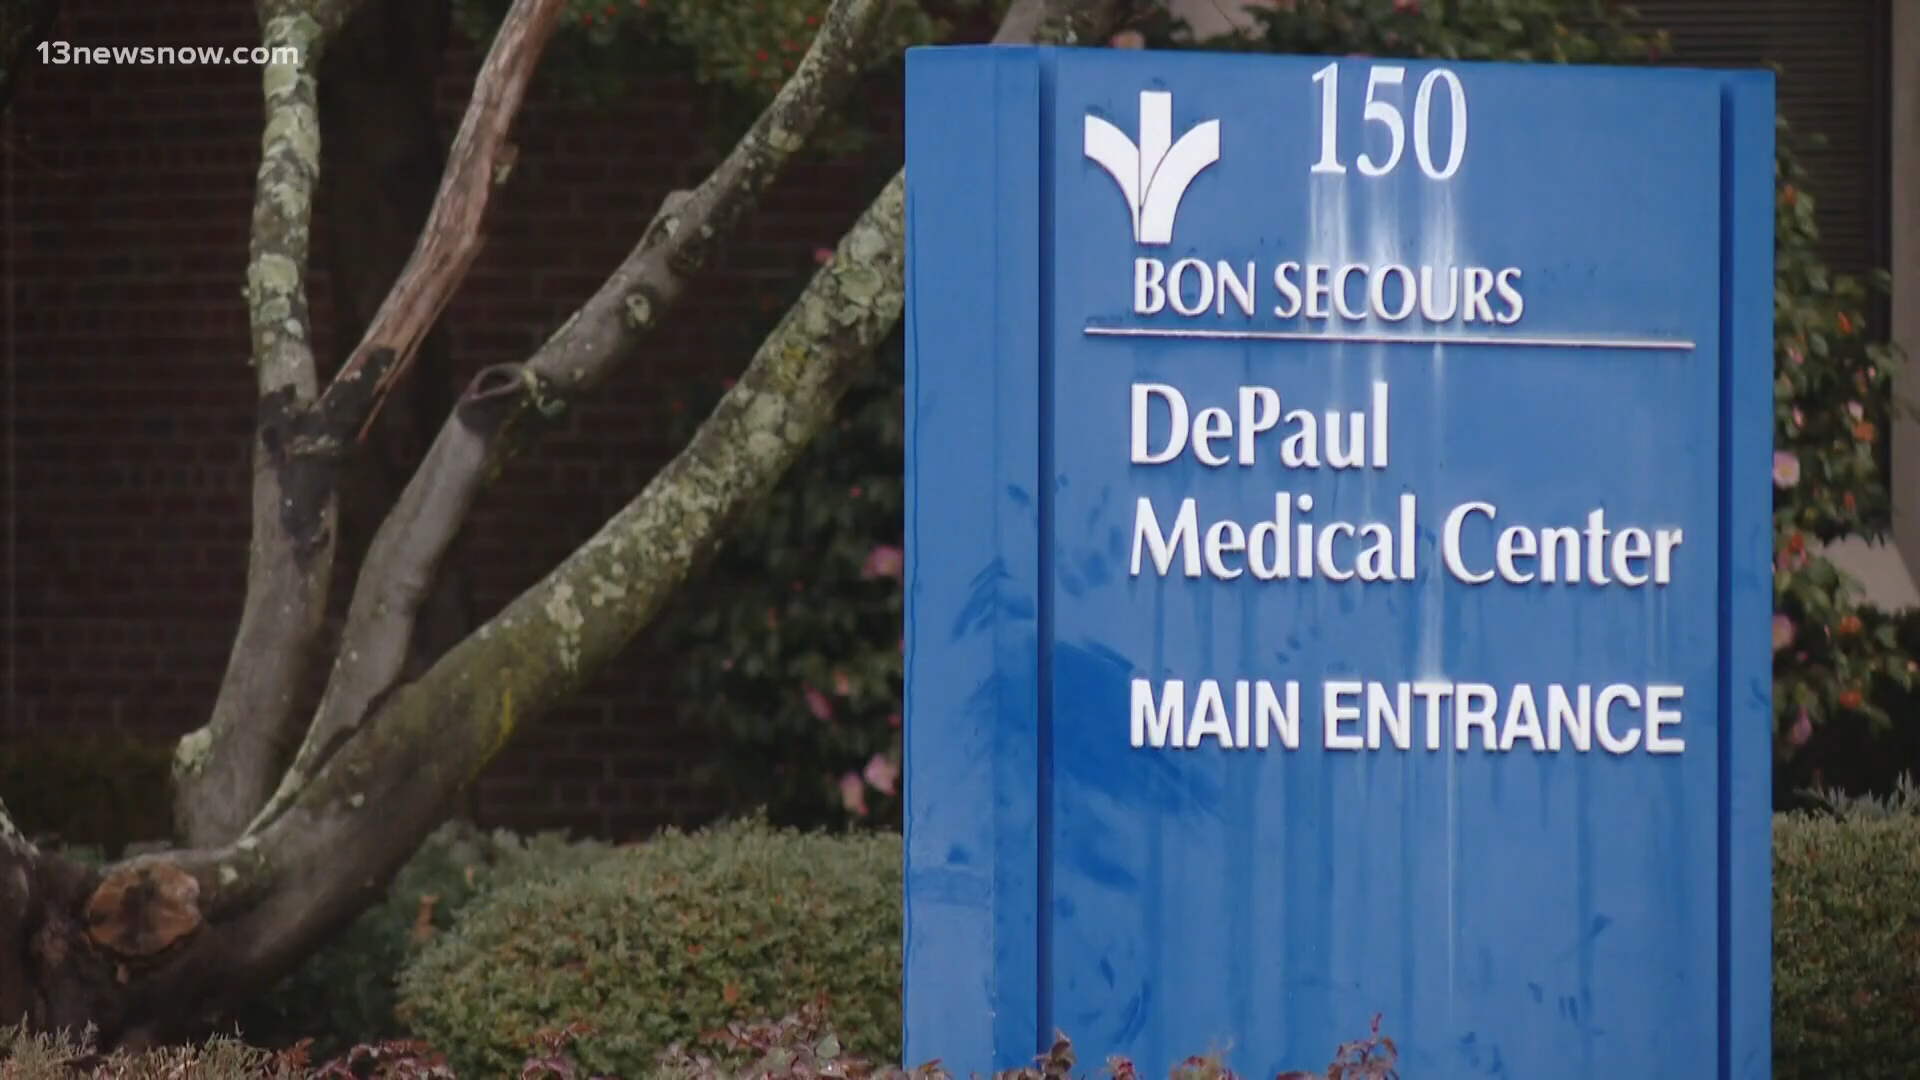 13newsnow.com
150
BON SECOURS
DePaul
Medical Center
MAIN ENTRANCE